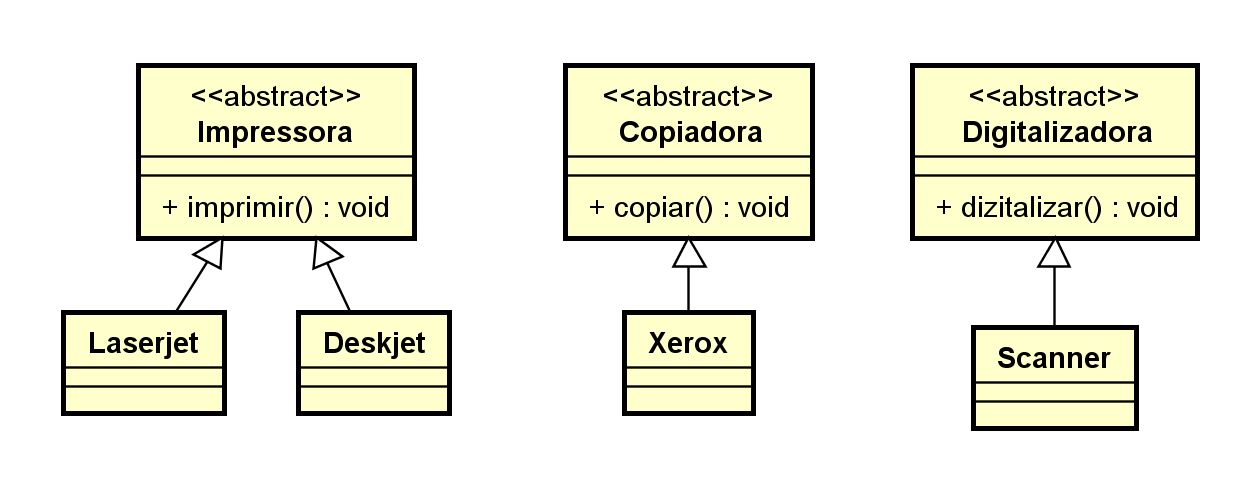 <<abstract>>
Impressora
+ imprimir() : void
<<abstract>>
Copiadora
+ copiar() : void
<<abstract>>
Digitalizadora
+ dizitalizar() : void
Laserjet
Deskjet
Xerox
Scanner